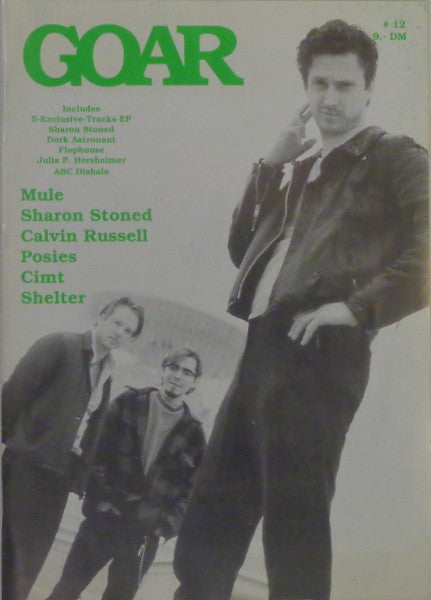 GOAR
# 12
9,- DM
Includes
5-Exclusive-Tracks-EP
Sharon Stoned
Dork Astronaut
Flophouse
Julia P. Hersheimer
ABC Diabolo
Mule
Sharon Stoned
Calvin Russell
Posies
Cimt
Shelter